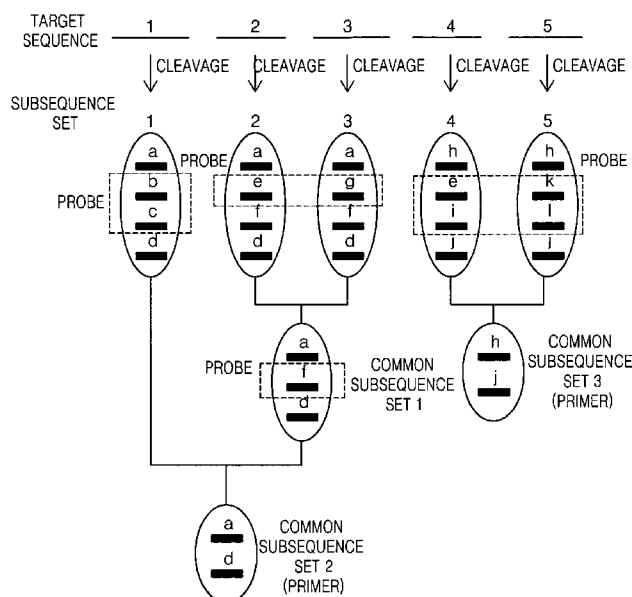 TARGET SEQUENCE 1 2 3 4 5
CLEAVAGE CLEAVAGE CLEAVAGE CLEAVAGE CLEAVAGE
SUBSEQUENCE SET 1 2 3 4 5
a PROBE a a h h PROBE
b e g e k
PROBE
c f f i l
d d d j j
a h COMMON
PROBE f COMMON j SUBSEQUENCE
SUBSEQUENCE SET 3
d SET 1 (PRIMER)
a COMMON
SUBSEQUENCE
d SET 2
(PRIMER)